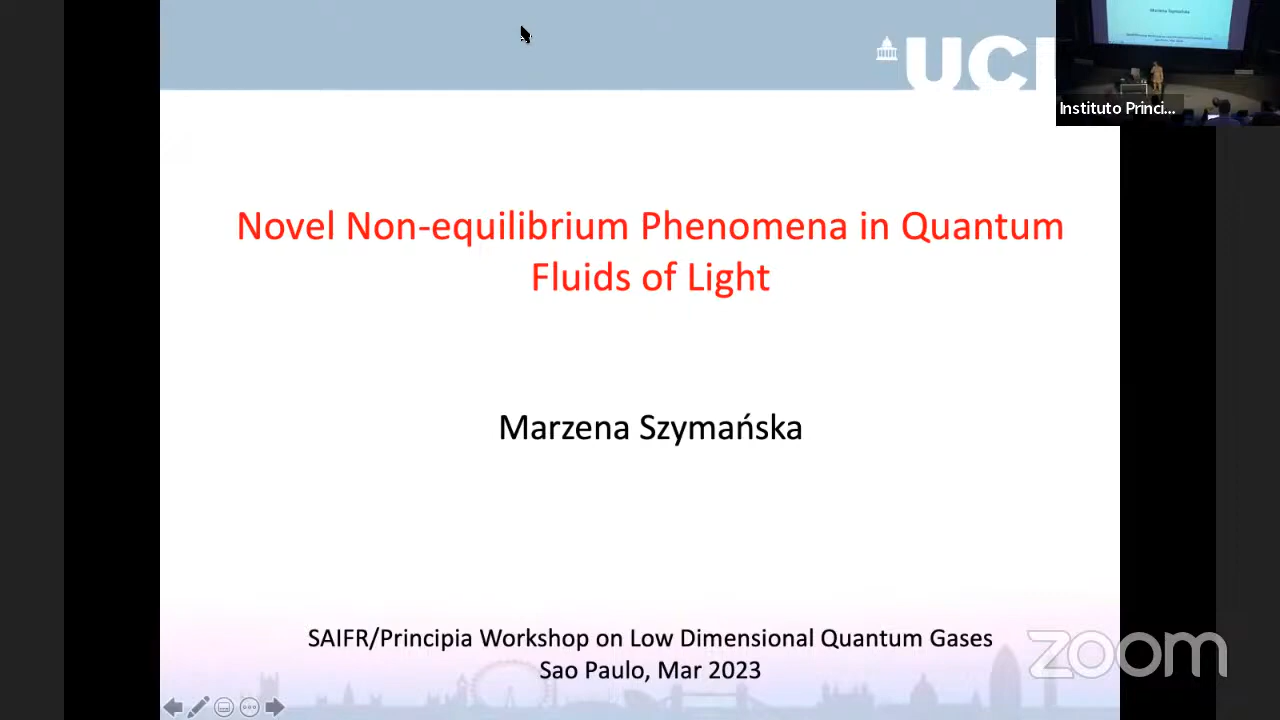 UCL
Instituto Princi...
Novel Non-equilibrium Phenomena in Quantum
Fluids of Light
Marzena Szymańska
SAIFR/Principia Workshop on Low Dimensional Quantum Gases
Sao Paulo, Mar 2023
zoom